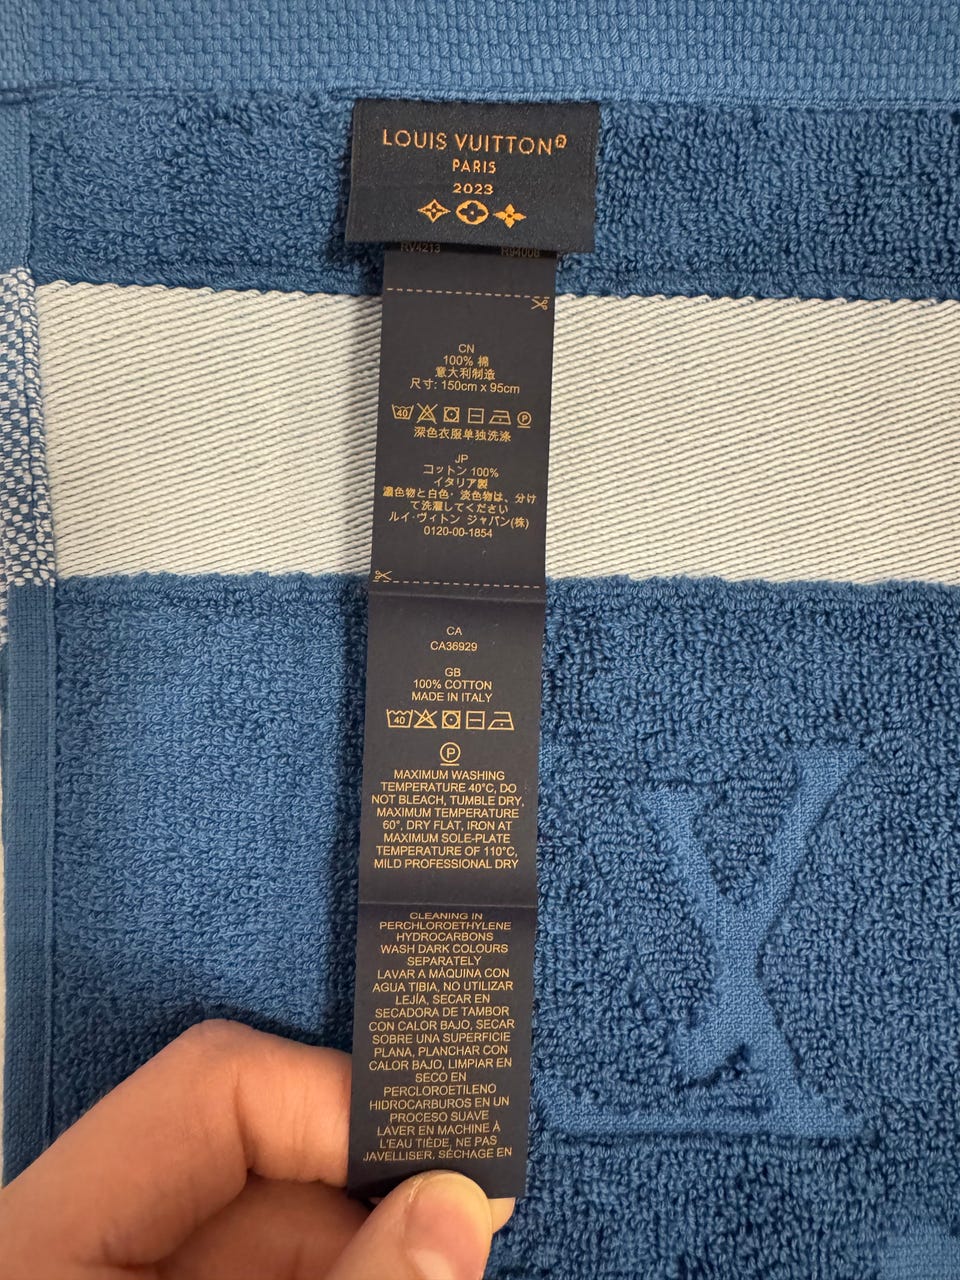 LOUIS VUITTON®
PARIS
2023
RV4213 R94008
CN
100% 棉
意大利制造
尺寸: 150cm x 95cm
40 P
深色衣服单独洗涤
JP
コットン 100%
イタリア製
濃色物と白色・淡色物は、分け
て洗濯してください
ルイ・ヴィトン ジャパン(株)
0120-00-1854
CA
CA36929
GB
100% COTTON
MADE IN ITALY
40
P
MAXIMUM WASHING
TEMPERATURE 40°C, DO
NOT BLEACH, TUMBLE DRY,
MAXIMUM TEMPERATURE
60°, DRY FLAT, IRON AT
MAXIMUM SOLE-PLATE
TEMPERATURE OF 110°C,
MILD PROFESSIONAL DRY
CLEANING IN
PERCHLOROETHYLENE
HYDROCARBONS
WASH DARK COLOURS
SEPARATELY
LAVAR A MÁQUINA CON
AGUA TIBIA, NO UTILIZAR
LEJÍA, SECAR EN
SECADORA DE TAMBOR
CON CALOR BAJO, SECAR
SOBRE UNA SUPERFICIE
PLANA, PLANCHAR CON
CALOR BAJO, LIMPIAR EN
SECO EN
PERCLOROETILENO
HIDROCARBUROS EN UN
PROCESO SUAVE
LAVER EN MACHINE À
L'EAU TIÈDE, NE PAS
JAVELLISER, SÉCHAGE EN